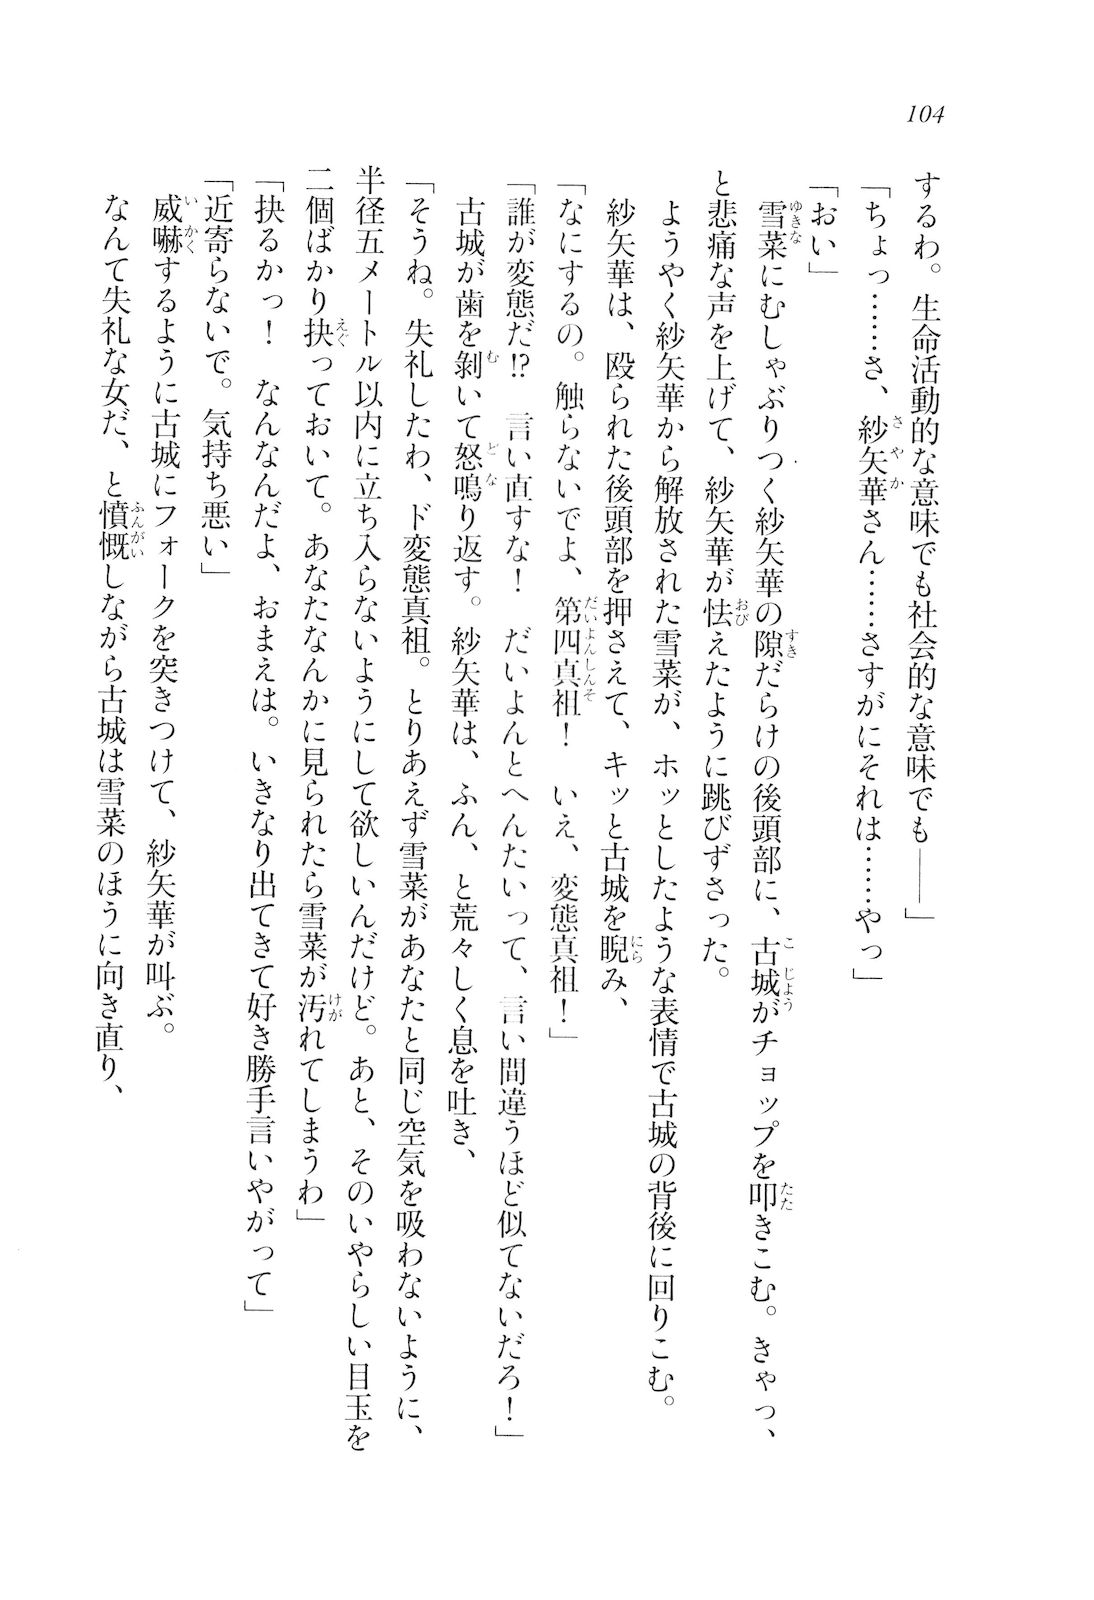 104
するわ。生命活動的な意味でも社会的な意味でも――」
「ちょっ……さ、紗矢華さん……さすがにそれは……やっ」
「おい」
雪菜にむしゃぶりつく紗矢華の隙だらけの後頭部に、古城がチョップを叩きこむ。きゃっ、
と悲痛な声を上げて、紗矢華が怯えたように跳びずさった。
ようやく紗矢華から解放された雪菜が、ホッとしたような表情で古城の背後に回りこむ。
紗矢華は、殴られた後頭部を押さえて、キッと古城を睨み、
「なにするの。触らないでよ、第四真祖！　いえ、変態真祖！」
「誰が変態だ!?　言い直すな！　だいよんとへんたいって、言い間違うほど似てないだろ！」
古城が歯を剥いて怒鳴り返す。紗矢華は、ふん、と荒々しく息を吐き、
「そうね。失礼したわ、ド変態真祖。とりあえず雪菜があなたと同じ空気を吸わないように、
半径五メートル以内に立ち入らないようにして欲しいんだけど。あと、そのいやらしい目玉を
二個ばかり抉っておいて。あなたなんかに見られたら雪菜が汚れてしまうわ」
「抉るかっ！　なんなんだよ、おまえは。いきなり出てきて好き勝手言いやがって」
「近寄らないで。気持ち悪い」
威嚇するように古城にフォークを突きつけて、紗矢華が叫ぶ。
なんて失礼な女だ、と憤慨しながら古城は雪菜のほうに向き直り、